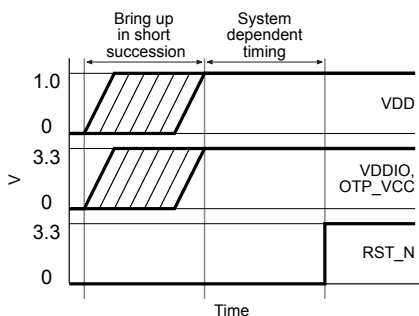 Bring up
in short
succession
System
dependent
timing
1.0
VDD
0
3.3
V
VDDIO,
OTP_VCC
0
3.3
RST_N
0
Time